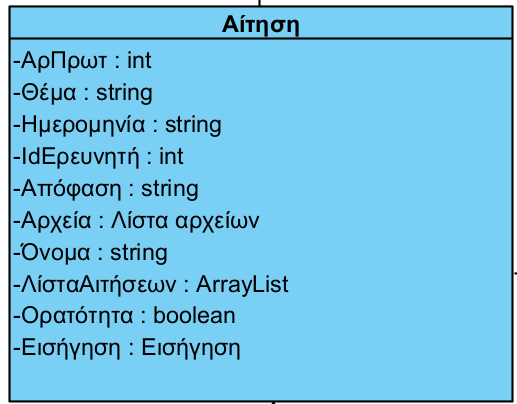 Αίτηση
-ΑρΠρωτ : int
-Θέμα : string
-Ημερομηνία : string
-IdΕρευνητή : int
-Απόφαση : string
-Αρχεία : Λίστα αρχείων
-Όνομα : string
-ΛίσταΑιτήσεων : ArrayList
-Ορατότητα : boolean
-Εισήγηση : Εισήγηση